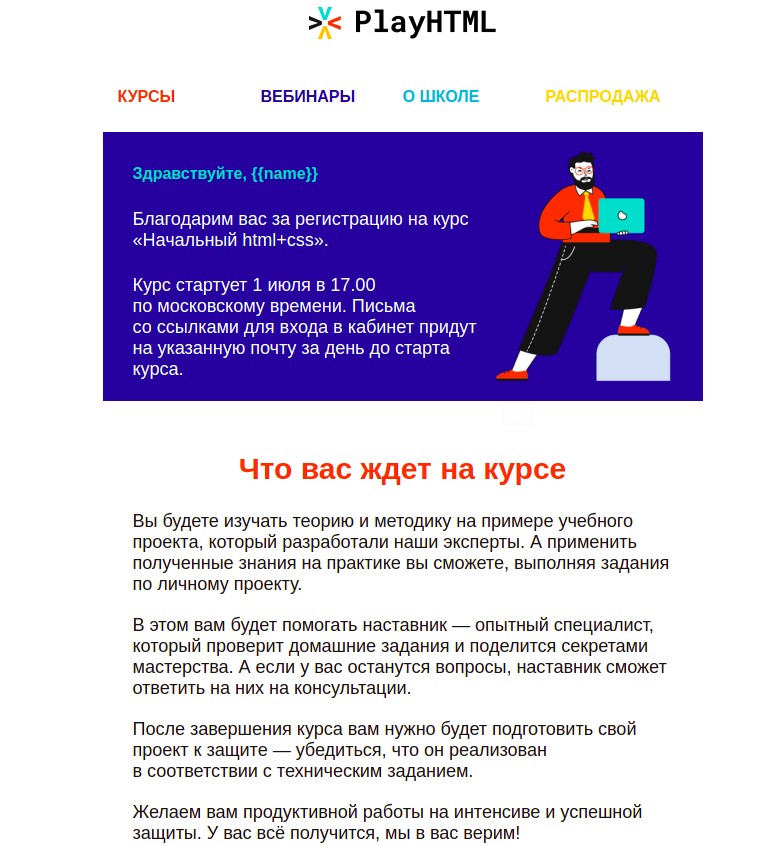 PlayHTML
КУРСЫ ВЕБИНАРЫ О ШКОЛЕ РАСПРОДАЖА
Здравствуйте, {{name}}
Благодарим вас за регистрацию на курс
«Начальный html+css».
Курс стартует 1 июля в 17.00
по московскому времени. Письма
со ссылками для входа в кабинет придут
на указанную почту за день до старта
курса.
Что вас ждет на курсе
Вы будете изучать теорию и методику на примере учебного
проекта, который разработали наши эксперты. А применить
полученные знания на практике вы сможете, выполняя задания
по личному проекту.
В этом вам будет помогать наставник — опытный специалист,
который проверит домашние задания и поделится секретами
мастерства. А если у вас останутся вопросы, наставник сможет
ответить на них на консультации.
После завершения курса вам нужно будет подготовить свой
проект к защите — убедиться, что он реализован
в соответствии с техническим заданием.
Желаем вам продуктивной работы на интенсиве и успешной
защиты. У вас всё получится, мы в вас верим!